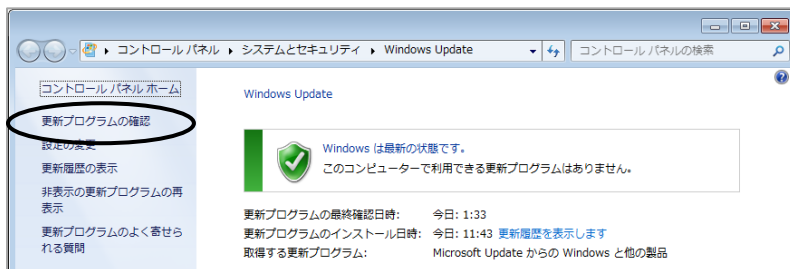 コントロール パネル ▸ システムとセキュリティ ▸ Windows Update
コントロール パネルの検索
コントロール パネル ホーム
更新プログラムの確認
設定の変更
更新履歴の表示
非表示の更新プログラムの再
表示
更新プログラムのよく寄せら
れる質問
Windows Update
Windows は最新の状態です。
このコンピューターで利用できる更新プログラムはありません。
更新プログラムの最終確認日時: 今日: 1:33
更新プログラムのインストール日時: 今日: 11:43 更新履歴を表示します
取得する更新プログラム: Microsoft Update からの Windows と他の製品